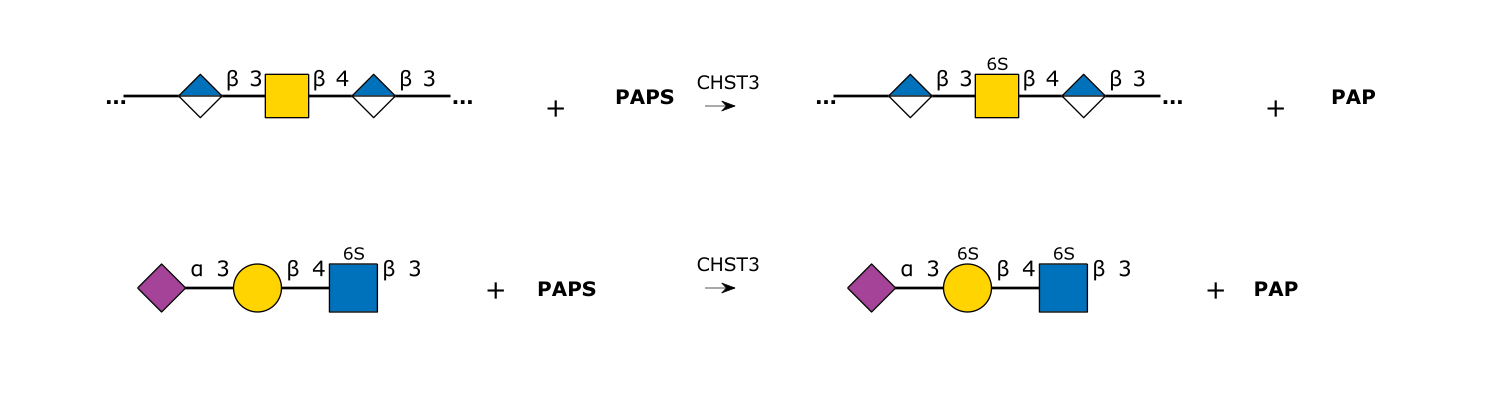 ... β 3 β 4 β 3 ... + PAPS CHST3 ... β 3 6S β 4 β 3 ... + PAP
α 3 β 4 6S β 3 + PAPS CHST3 α 3 6S β 4 6S β 3 + PAP